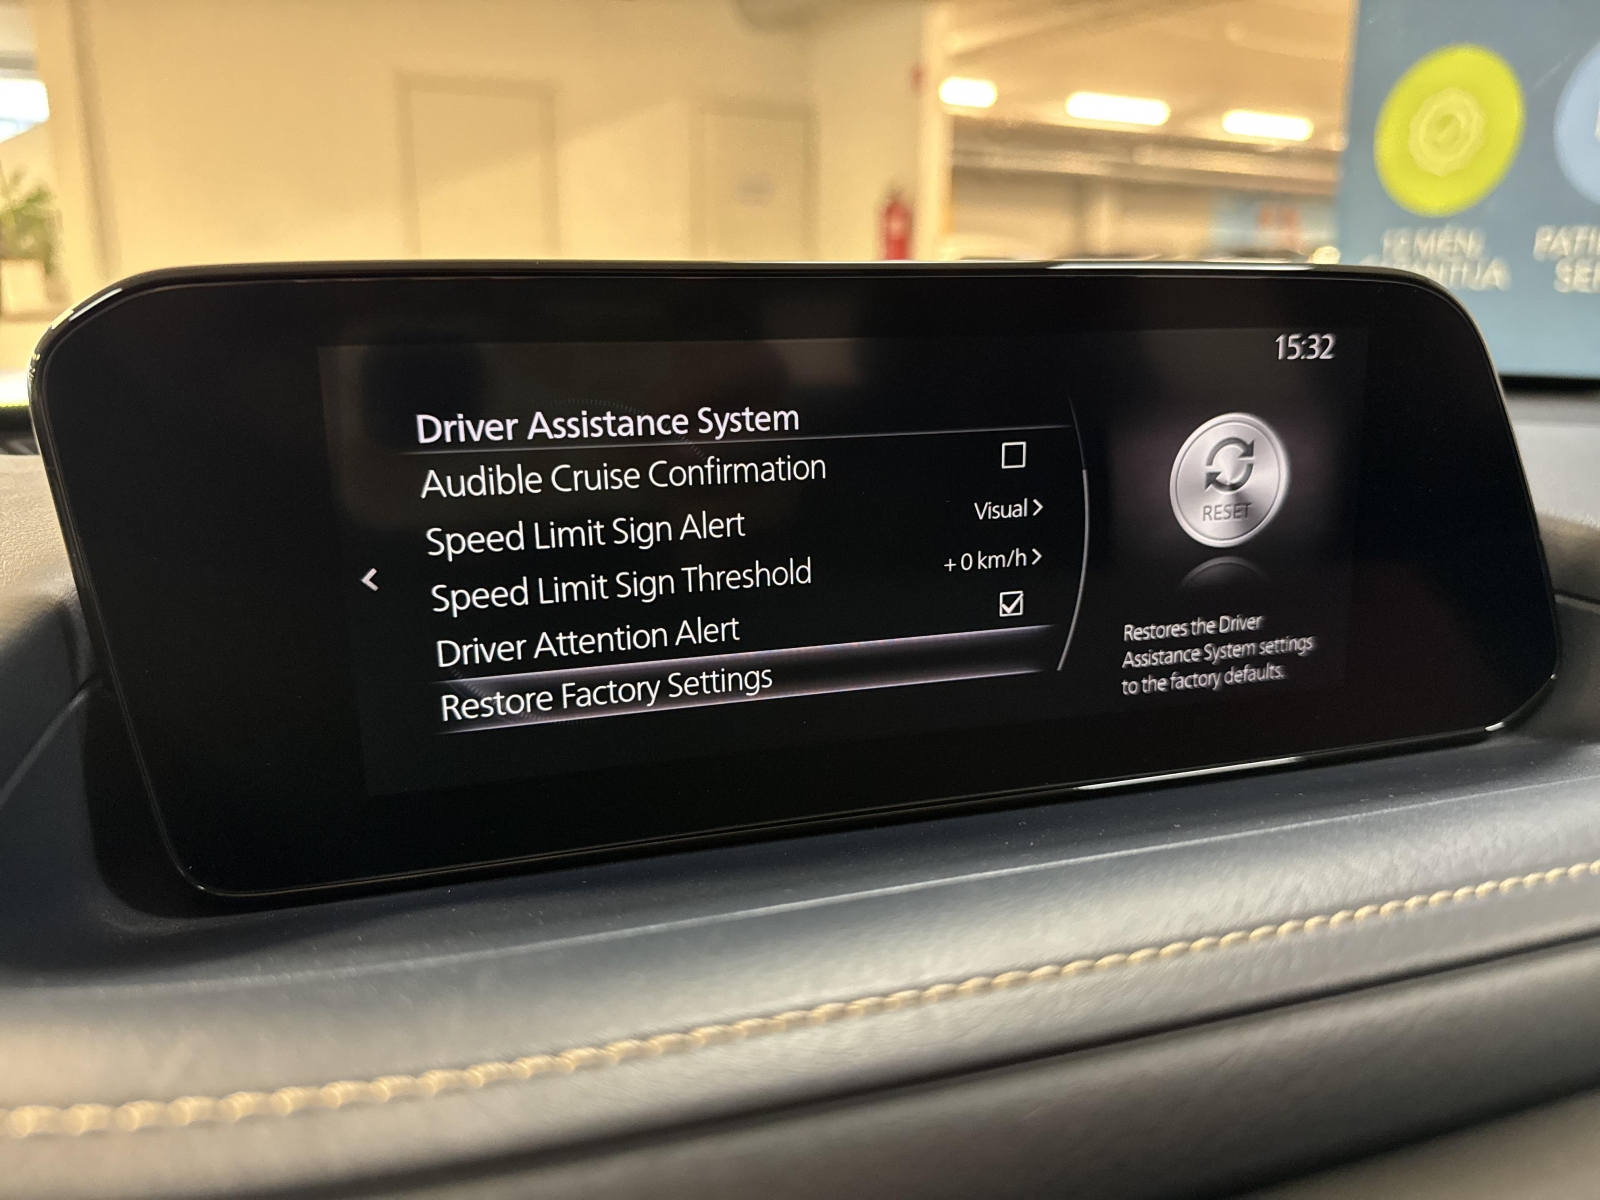 15:32
Driver Assistance System
Audible Cruise Confirmation
Speed Limit Sign Alert Visual >
Speed Limit Sign Threshold + 0 km/h >
Driver Attention Alert
Restore Factory Settings
RESET
Restores the Driver
Assistance System settings
to the factory defaults.